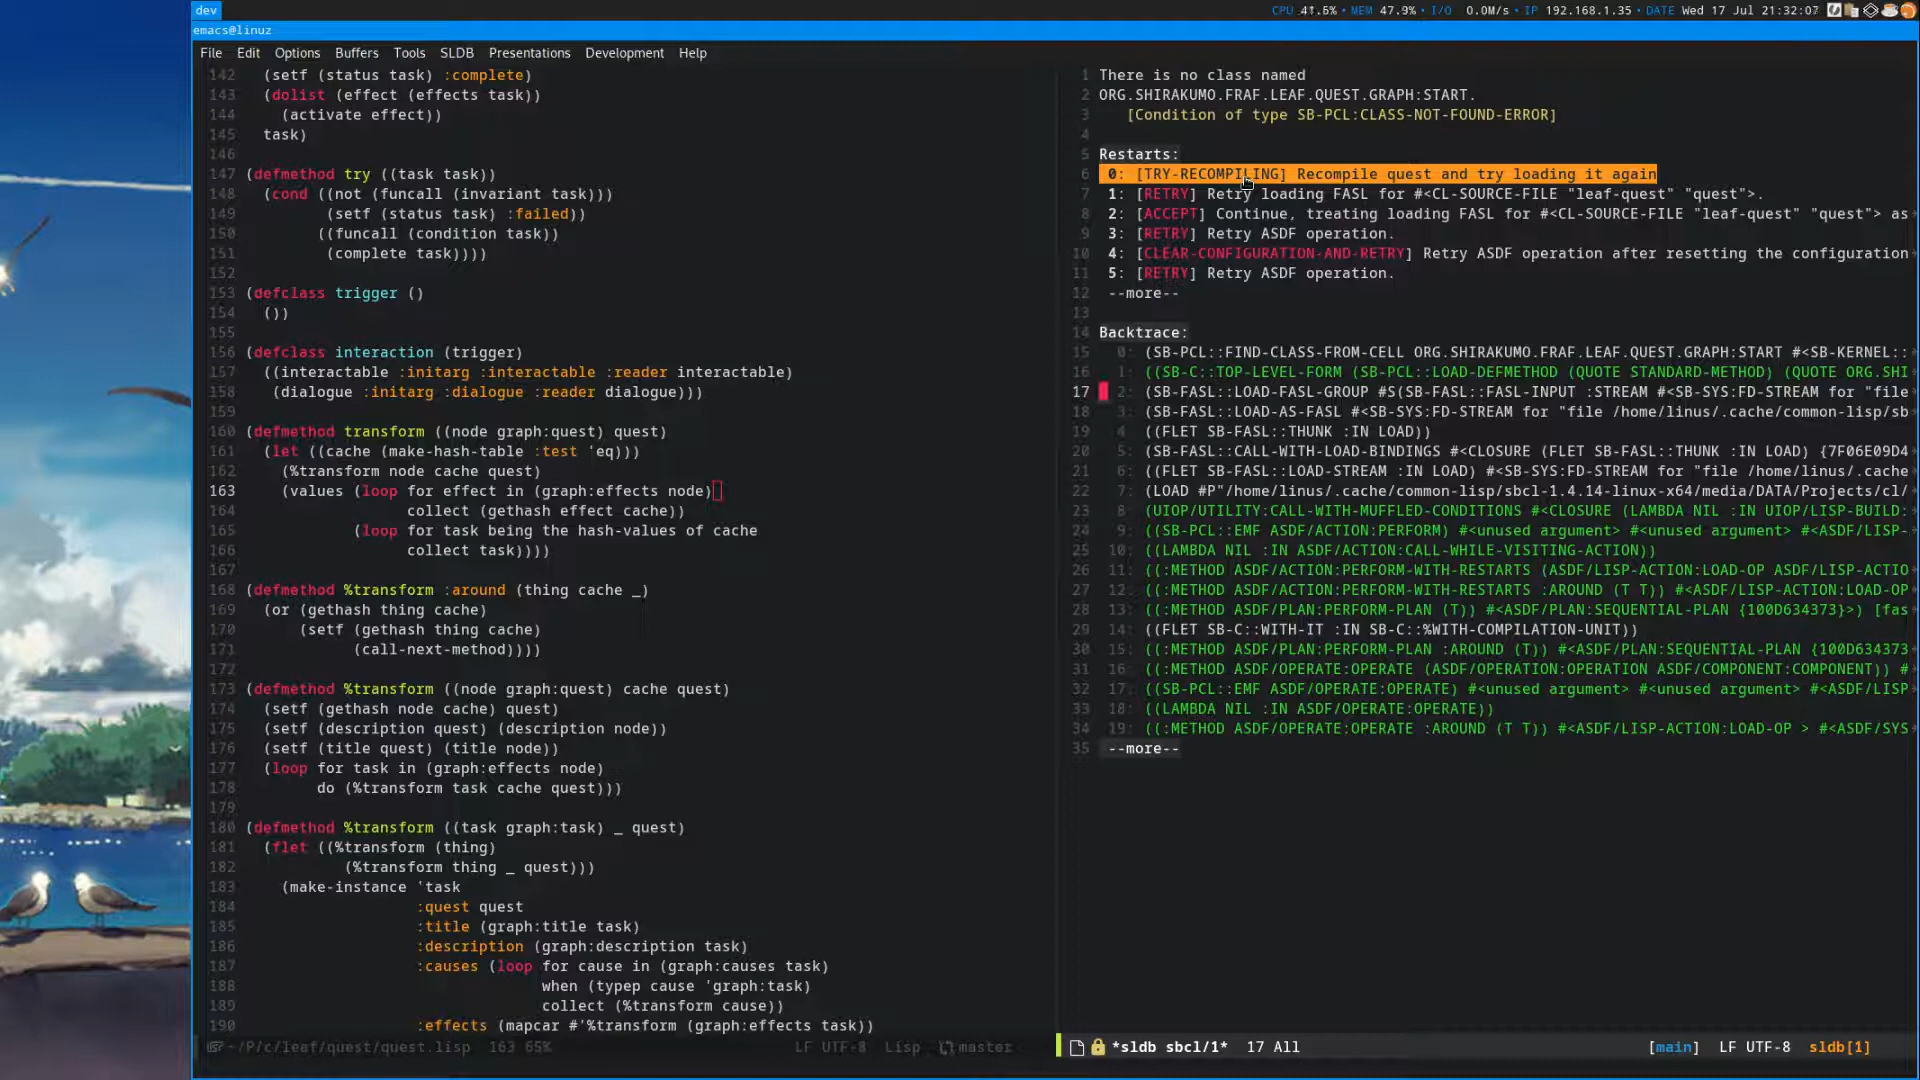 dev
CPU 41.6% • MEM 47.9% • I/O 0.0M/s • IP 192.168.1.35 • DATE Wed 17 Jul 21:32:07
emacs@linuz
File Edit Options Buffers Tools SLDB Presentations Development Help
142 (setf (status task) :complete)
143 (dolist (effect (effects task))
144 (activate effect))
145 task)
146
147 (defmethod try ((task task))
148 (cond ((not (funcall (invariant task)))
149 (setf (status task) :failed))
150 ((funcall (condition task))
151 (complete task))))
152
153 (defclass trigger ()
154 ())
155
156 (defclass interaction (trigger)
157 ((interactable :initarg :interactable :reader interactable)
158 (dialogue :initarg :dialogue :reader dialogue)))
159
160 (defmethod transform ((node graph:quest) quest)
161 (let ((cache (make-hash-table :test 'eq)))
162 (%transform node cache quest)
163 (values (loop for effect in (graph:effects node)
164 collect (gethash effect cache))
165 (loop for task being the hash-values of cache
166 collect task))))
167
168 (defmethod %transform :around (thing cache _)
169 (or (gethash thing cache)
170 (setf (gethash thing cache)
171 (call-next-method))))
172
173 (defmethod %transform ((node graph:quest) cache quest)
174 (setf (gethash node cache) quest)
175 (setf (description quest) (description node))
176 (setf (title quest) (title node))
177 (loop for task in (graph:effects node)
178 do (%transform task cache quest)))
179
180 (defmethod %transform ((task graph:task) _ quest)
181 (flet ((%transform (thing)
182 (%transform thing _ quest)))
183 (make-instance 'task
184 :quest quest
185 :title (graph:title task)
186 :description (graph:description task)
187 :causes (loop for cause in (graph:causes task)
188 when (typep cause 'graph:task)
189 collect (%transform cause))
190 :effects (mapcar #'%transform (graph:effects task))
~/P/c/leaf/quest/quest.lisp 163 65% LF UTF-8 Lisp master
1 There is no class named
2 ORG.SHIRAKUMO.FRAF.LEAF.QUEST.GRAPH:START.
3 [Condition of type SB-PCL:CLASS-NOT-FOUND-ERROR]
4
5 Restarts:
6 0: [TRY-RECOMPILING] Recompile quest and try loading it again
7 1: [RETRY] Retry loading FASL for #<CL-SOURCE-FILE "leaf-quest" "quest">.
8 2: [ACCEPT] Continue, treating loading FASL for #<CL-SOURCE-FILE "leaf-quest" "quest"> as
9 3: [RETRY] Retry ASDF operation.
10 4: [CLEAR-CONFIGURATION-AND-RETRY] Retry ASDF operation after resetting the configuration
11 5: [RETRY] Retry ASDF operation.
12 --more--
13
14 Backtrace:
15 0: (SB-PCL::FIND-CLASS-FROM-CELL ORG.SHIRAKUMO.FRAF.LEAF.QUEST.GRAPH:START #<SB-KERNEL::
16 1: ((SB-C::TOP-LEVEL-FORM (SB-PCL::LOAD-DEFMETHOD (QUOTE STANDARD-METHOD) (QUOTE ORG.SHI
17 2: (SB-FASL::LOAD-FASL-GROUP #S(SB-FASL::FASL-INPUT :STREAM #<SB-SYS:FD-STREAM for "file
18 3: (SB-FASL::LOAD-AS-FASL #<SB-SYS:FD-STREAM for "file /home/linus/.cache/common-lisp/sb
19 4: ((FLET SB-FASL::THUNK :IN LOAD))
20 5: (SB-FASL::CALL-WITH-LOAD-BINDINGS #<CLOSURE (FLET SB-FASL::THUNK :IN LOAD) {7F06E09D4
21 6: ((FLET SB-FASL::LOAD-STREAM :IN LOAD) #<SB-SYS:FD-STREAM for "file /home/linus/.cache
22 7: (LOAD #P"/home/linus/.cache/common-lisp/sbcl-1.4.14-linux-x64/media/DATA/Projects/cl/
23 8: (UIOP/UTILITY:CALL-WITH-MUFFLED-CONDITIONS #<CLOSURE (LAMBDA NIL :IN UIOP/LISP-BUILD:
24 9: ((SB-PCL::EMF ASDF/ACTION:PERFORM) #<unused argument> #<unused argument> #<ASDF/LISP-
25 10: ((LAMBDA NIL :IN ASDF/ACTION:CALL-WHILE-VISITING-ACTION))
26 11: ((:METHOD ASDF/ACTION:PERFORM-WITH-RESTARTS (ASDF/LISP-ACTION:LOAD-OP ASDF/LISP-ACTIO
27 12: ((:METHOD ASDF/ACTION:PERFORM-WITH-RESTARTS :AROUND (T T)) #<ASDF/LISP-ACTION:LOAD-OP
28 13: ((:METHOD ASDF/PLAN:PERFORM-PLAN (T)) #<ASDF/PLAN:SEQUENTIAL-PLAN {100D634373}>) [fas
29 14: ((FLET SB-C::WITH-IT :IN SB-C::%WITH-COMPILATION-UNIT))
30 15: ((:METHOD ASDF/PLAN:PERFORM-PLAN :AROUND (T)) #<ASDF/PLAN:SEQUENTIAL-PLAN {100D634373
31 16: ((:METHOD ASDF/OPERATE:OPERATE (ASDF/OPERATION:OPERATION ASDF/COMPONENT:COMPONENT)) #
32 17: ((SB-PCL::EMF ASDF/OPERATE:OPERATE) #<unused argument> #<unused argument> #<ASDF/LISP
33 18: ((LAMBDA NIL :IN ASDF/OPERATE:OPERATE))
34 19: ((:METHOD ASDF/OPERATE:OPERATE :AROUND (T T)) #<ASDF/LISP-ACTION:LOAD-OP > #<ASDF/SYS
35 --more--
*sldb sbcl/1* 17 All [main] LF UTF-8 sldb[1]